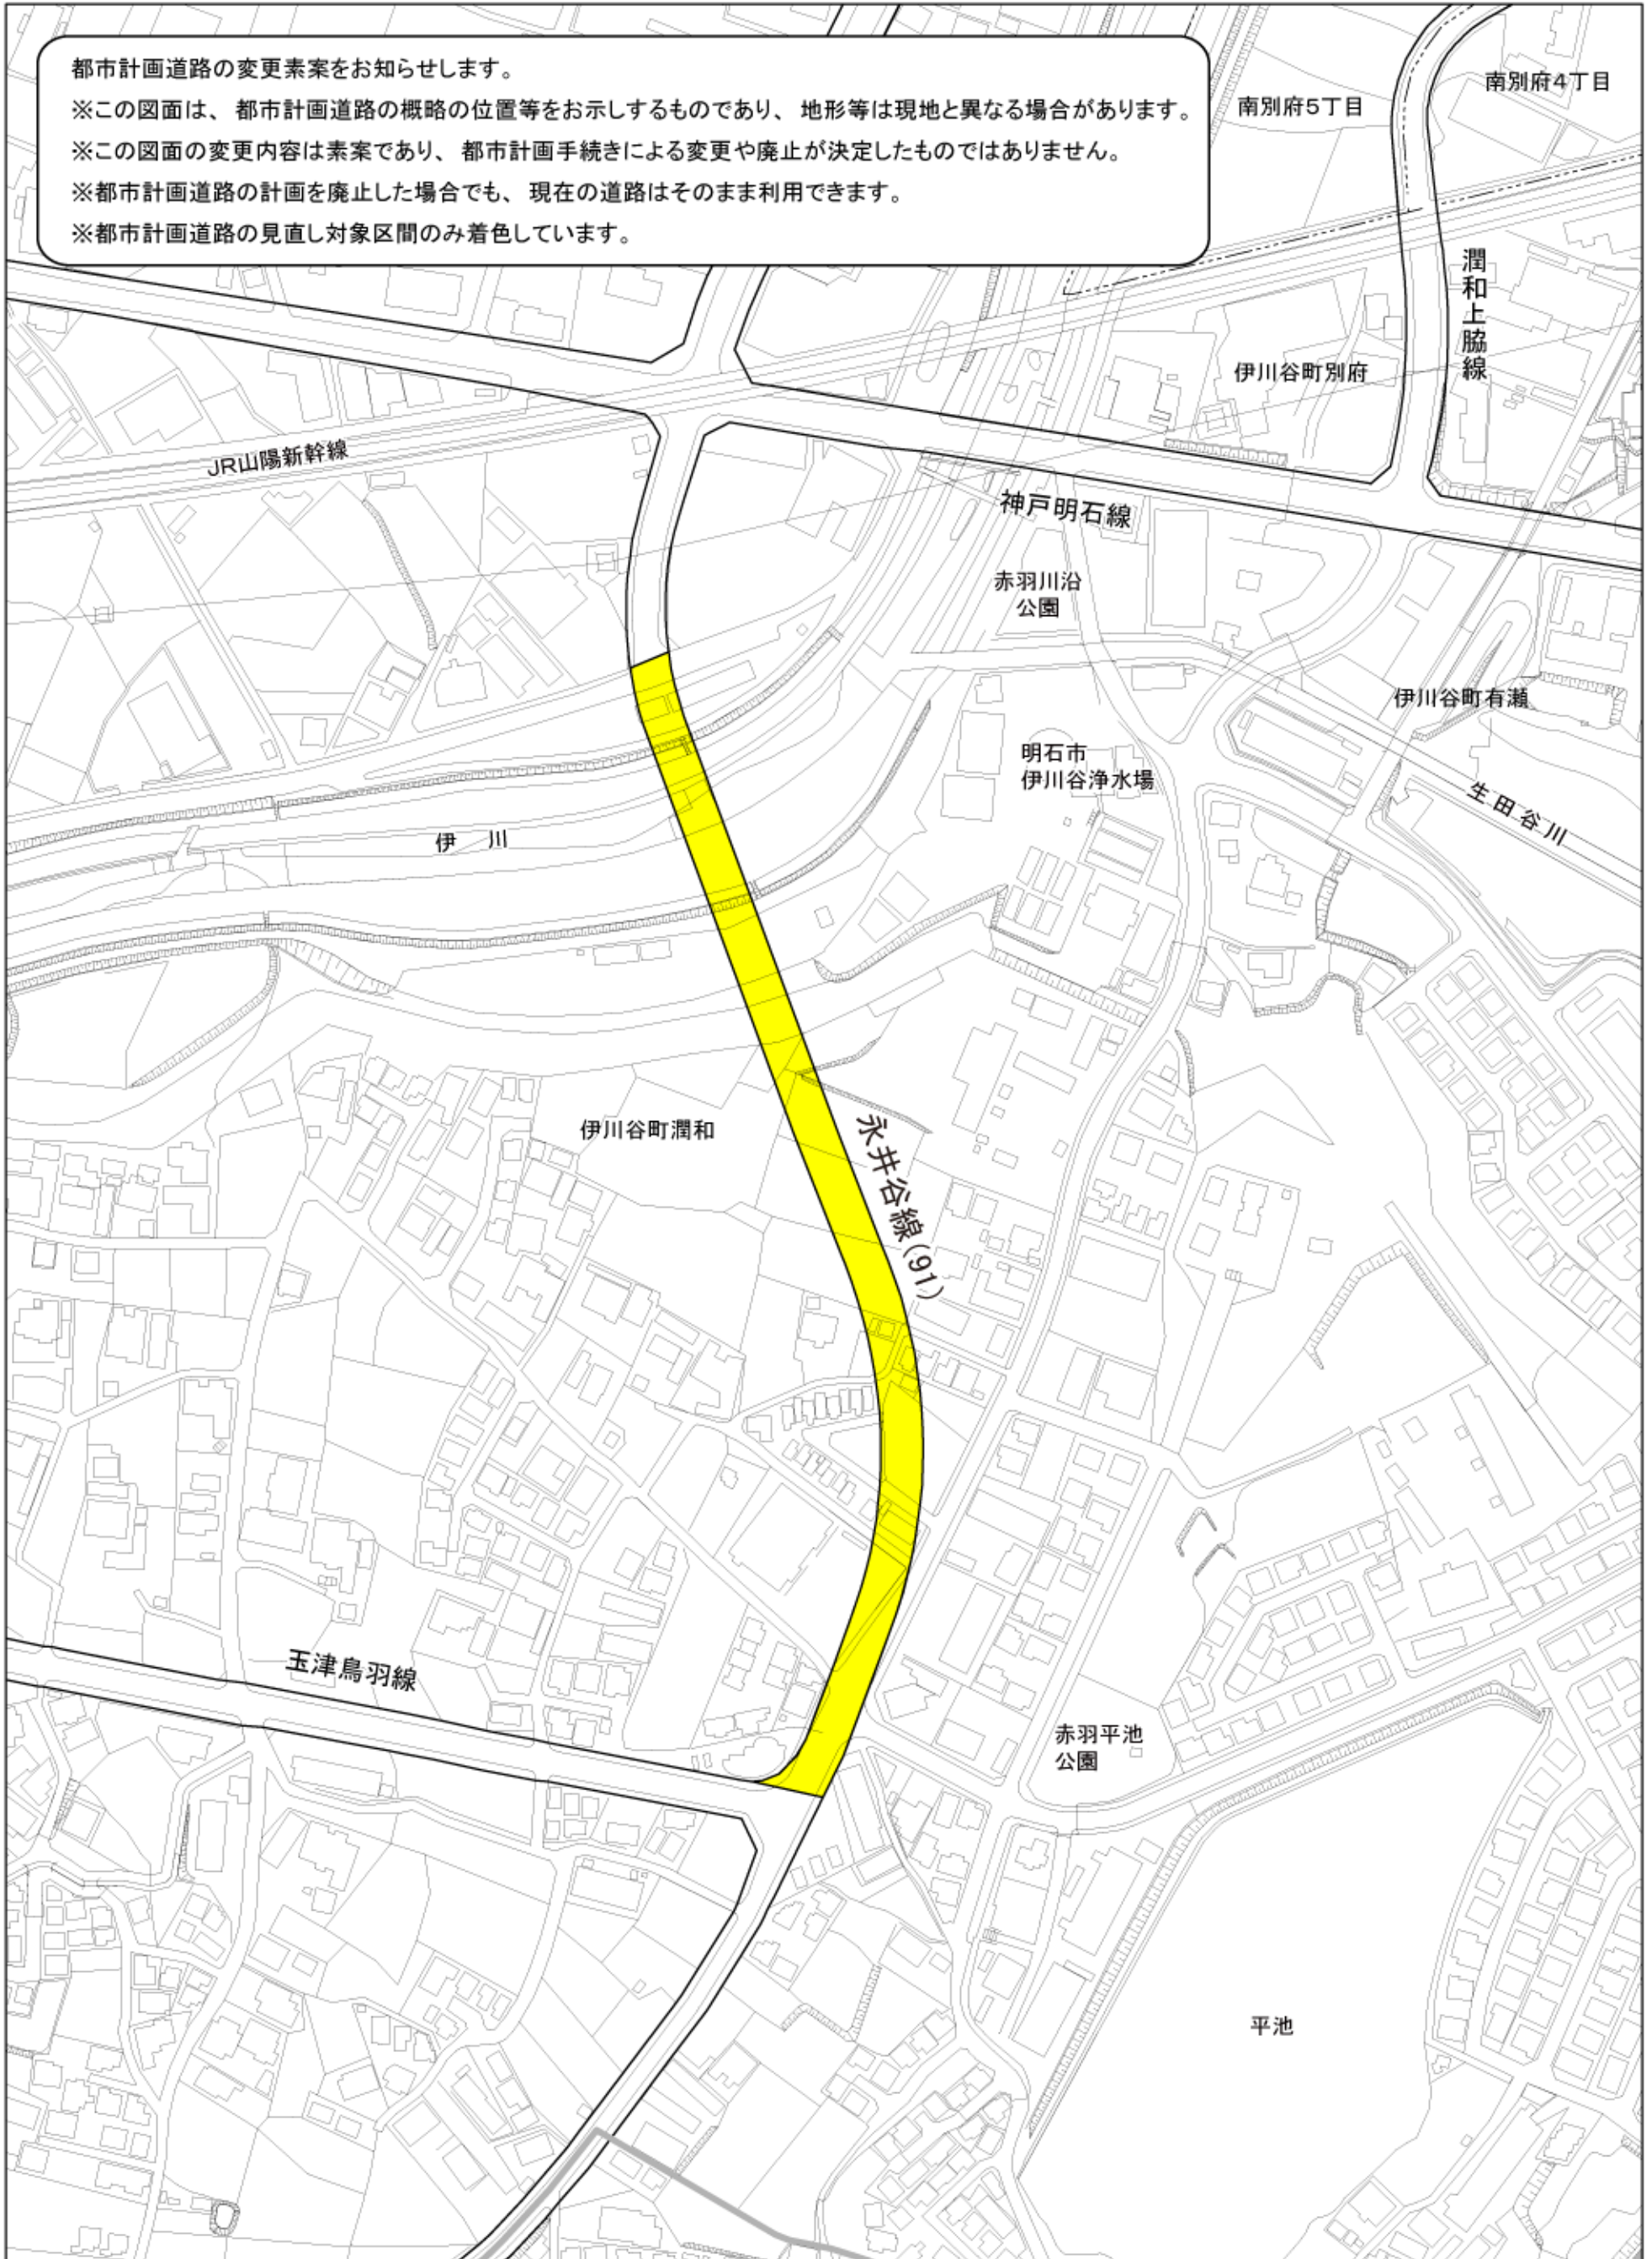 都市計画道路の変更素案をお知らせします。
※この図面は、都市計画道路の概略の位置等をお示しするものであり、地形等は現地と異なる場合があります。
※この図面の変更内容は素案であり、都市計画手続きによる変更や廃止が決定したものではありません。
※都市計画道路の計画を廃止した場合でも、現在の道路はそのまま利用できます。
※都市計画道路の見直し対象区間のみ着色しています。
南別府4丁目
南別府5丁目
潤和上脇線
伊川谷町別府
JR山陽新幹線
神戸明石線
赤羽川沿
公園
伊川谷町有瀬
明石市
伊川谷浄水場
生田谷川
伊川
伊川谷町潤和
永井谷線(91)
玉津鳥羽線
赤羽平池
公園
平池